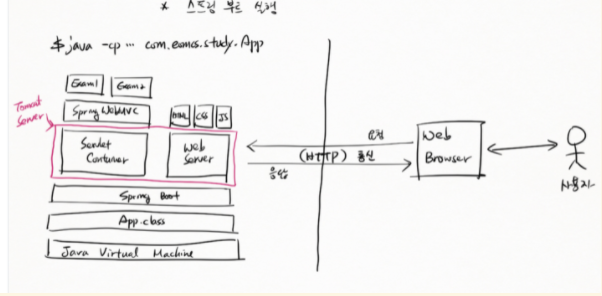 * 스프링 부트 실행
$ java -cp … com.eomcs.study.App
Exam1 Exam2
Tomcat Server
Spring WebMVC HTML CSS JS
Servlet Container
Web Server
Spring Boot
App.class
Java Virtual Machine
요청
(HTTP) 통신
응답
Web Browser
사용자